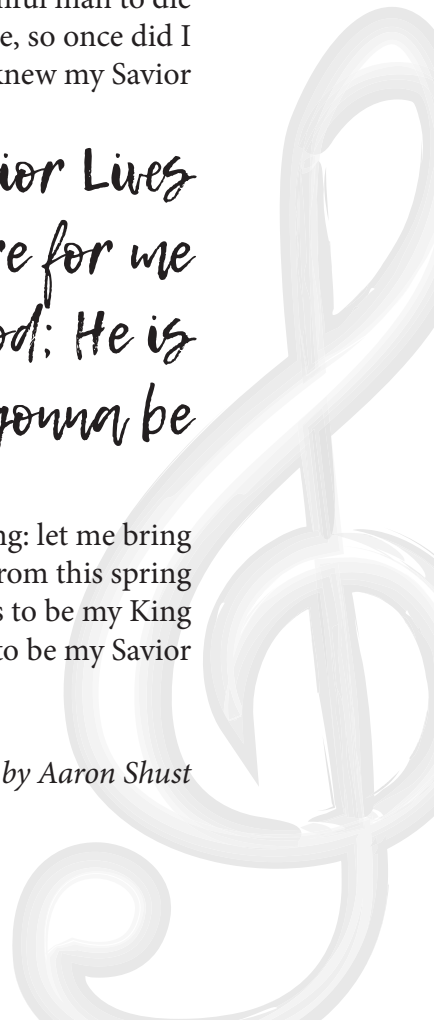 ful man to die
e, so once did I
knew my Savior
ior Lives
re for me
od; He is
gonna be
ng: let me bring
rom this spring
s to be my King
to be my Savior
by Aaron Shust